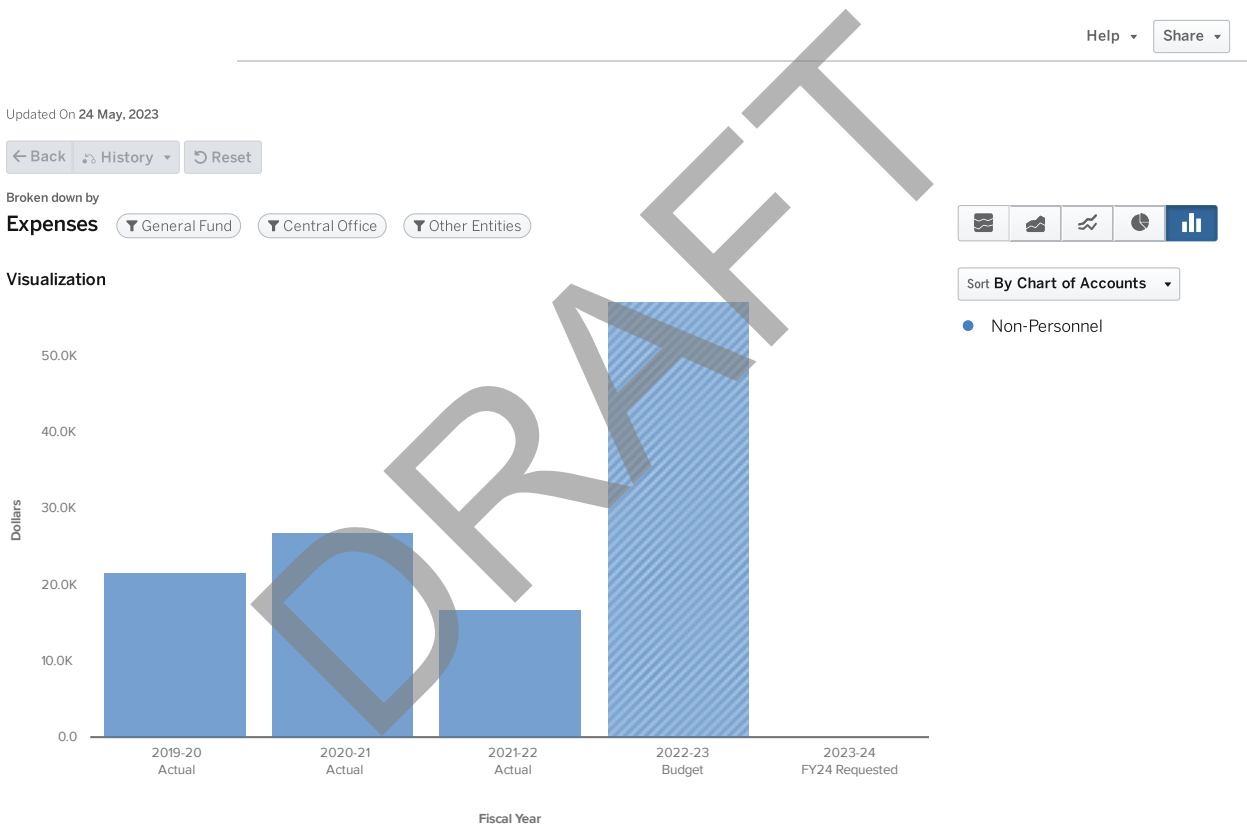 Help
Share
Updated On 24 May, 2023
Back
History
Reset
Broken down by
Expenses
General Fund
Central Office
Other Entities
Visualization
Sort By Chart of Accounts
Non-Personnel
50.0K
40.0K
30.0K
20.0K
10.0K
0.0
Dollars
2019-20
Actual
2020-21
Actual
2021-22
Actual
2022-23
Budget
2023-24
FY24 Requested
Fiscal Year
DRAFT